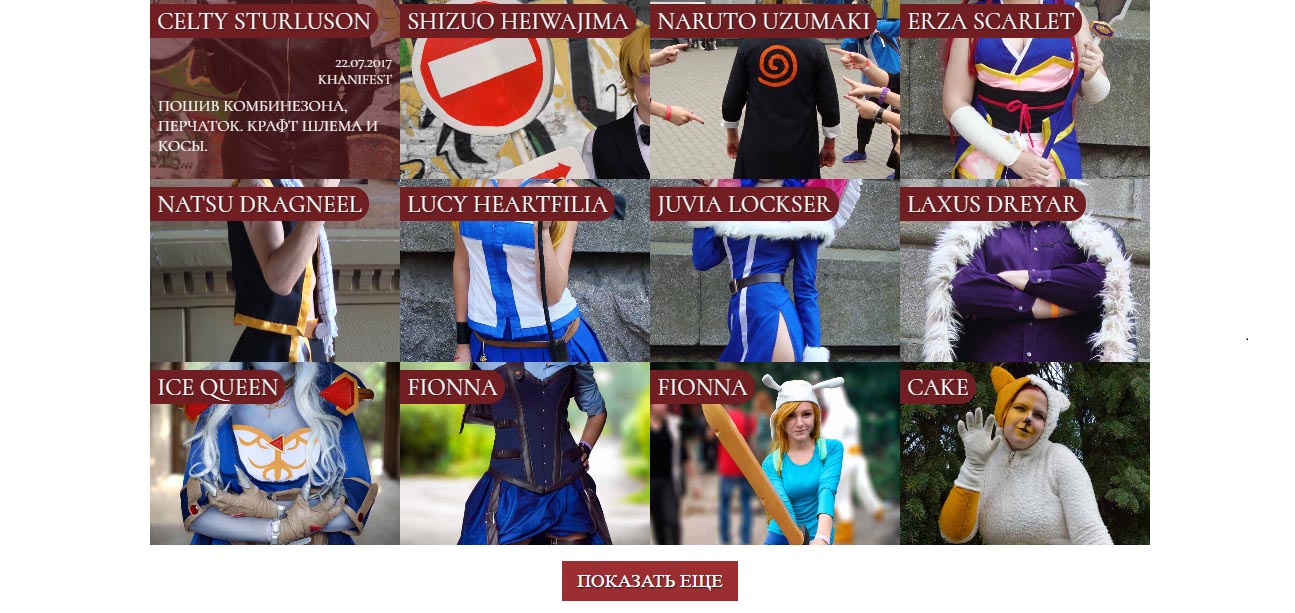 CELTY STURLUSON
SHIZUO HEIWAJIMA
NARUTO UZUMAKI
ERZA SCARLET
22.07.2017
KHANIFEST
ПОШИВ КОМБИНЕЗОНА,
ПЕРЧАТОК. КРАФТ ШЛЕМА И
КОСЫ.
NATSU DRAGNEEL
LUCY HEARTFILIA
JUVIA LOCKSER
LAXUS DREYAR
ICE QUEEN
FIONNA
FIONNA
CAKE
ПОКАЗАТЬ ЕЩЕ